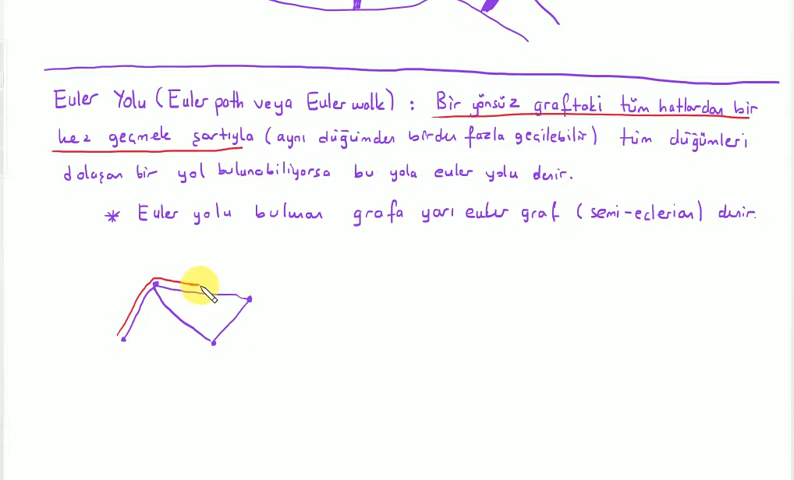 Euler Yolu (Euler path veya Euler walk) : Bir yönsüz graftaki tüm hatlardan bir
kez geçmek şartıyla (aynı düğümden birden fazla geçilebilir) tüm düğümleri
dolaşan bir yol bulunabiliyorsa bu yola euler yolu denir.
* Euler yolu bulunan grafa yarı euler graf (semi-eclerian) denir.